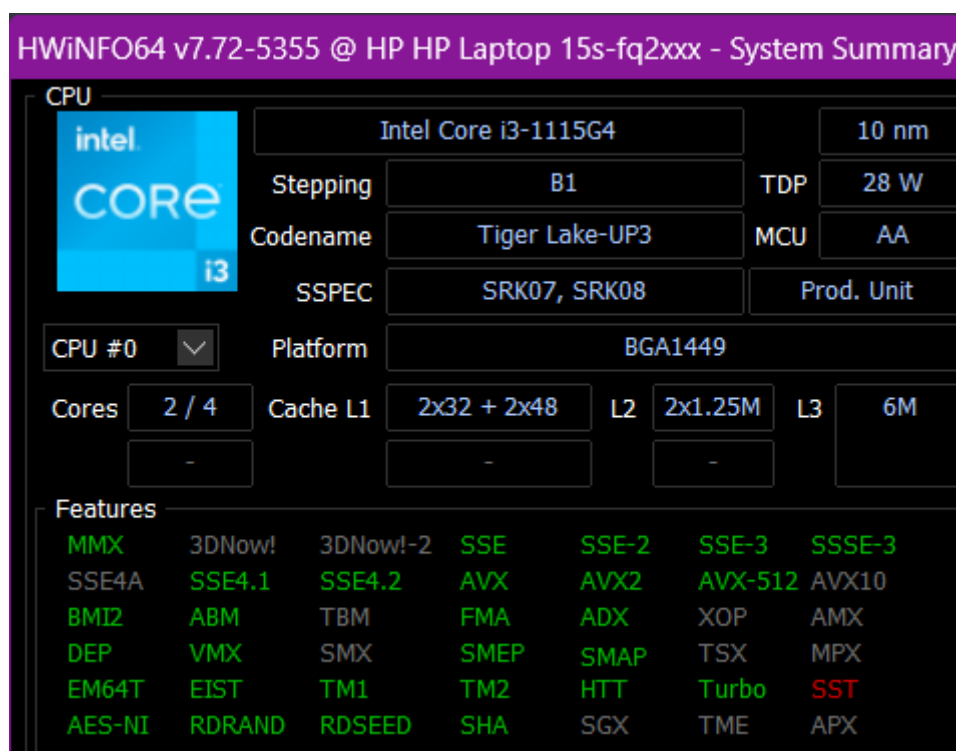 HWiNFO64 v7.72-5355 @ HP HP Laptop 15s-fq2xxx - System Summary
CPU
intel
CORE
i3
Intel Core i3-1115G4 10 nm
Stepping B1 TDP 28 W
Codename Tiger Lake-UP3 MCU AA
SSPEC SRK07, SRK08 Prod. Unit
CPU #0 Platform BGA1449
Cores 2 / 4 Cache L1 2x32 + 2x48 L2 2x1.25M L3 6M
- - -
Features
MMX 3DNow! 3DNow!-2 SSE SSE-2 SSE-3 SSSE-3
SSE4A SSE4.1 SSE4.2 AVX AVX2 AVX-512 AVX10
BMI2 ABM TBM FMA ADX XOP AMX
DEP VMX SMX SMEP SMAP TSX MPX
EM64T EIST TM1 TM2 HTT Turbo SST
AES-NI RDRAND RDSEED SHA SGX TME APX